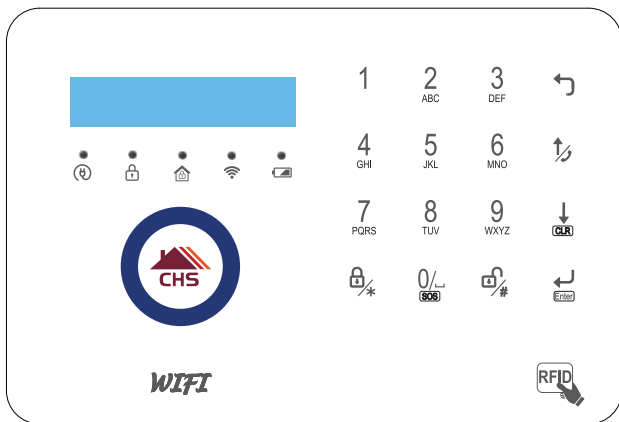 1 2 3
ABC DEF
4 5 6
GHI JKL MNO
7 8 9
PQRS TUV WXYZ
CLR
* 0/⎵ #
SOS Enter
CHS
WIFI
RFID